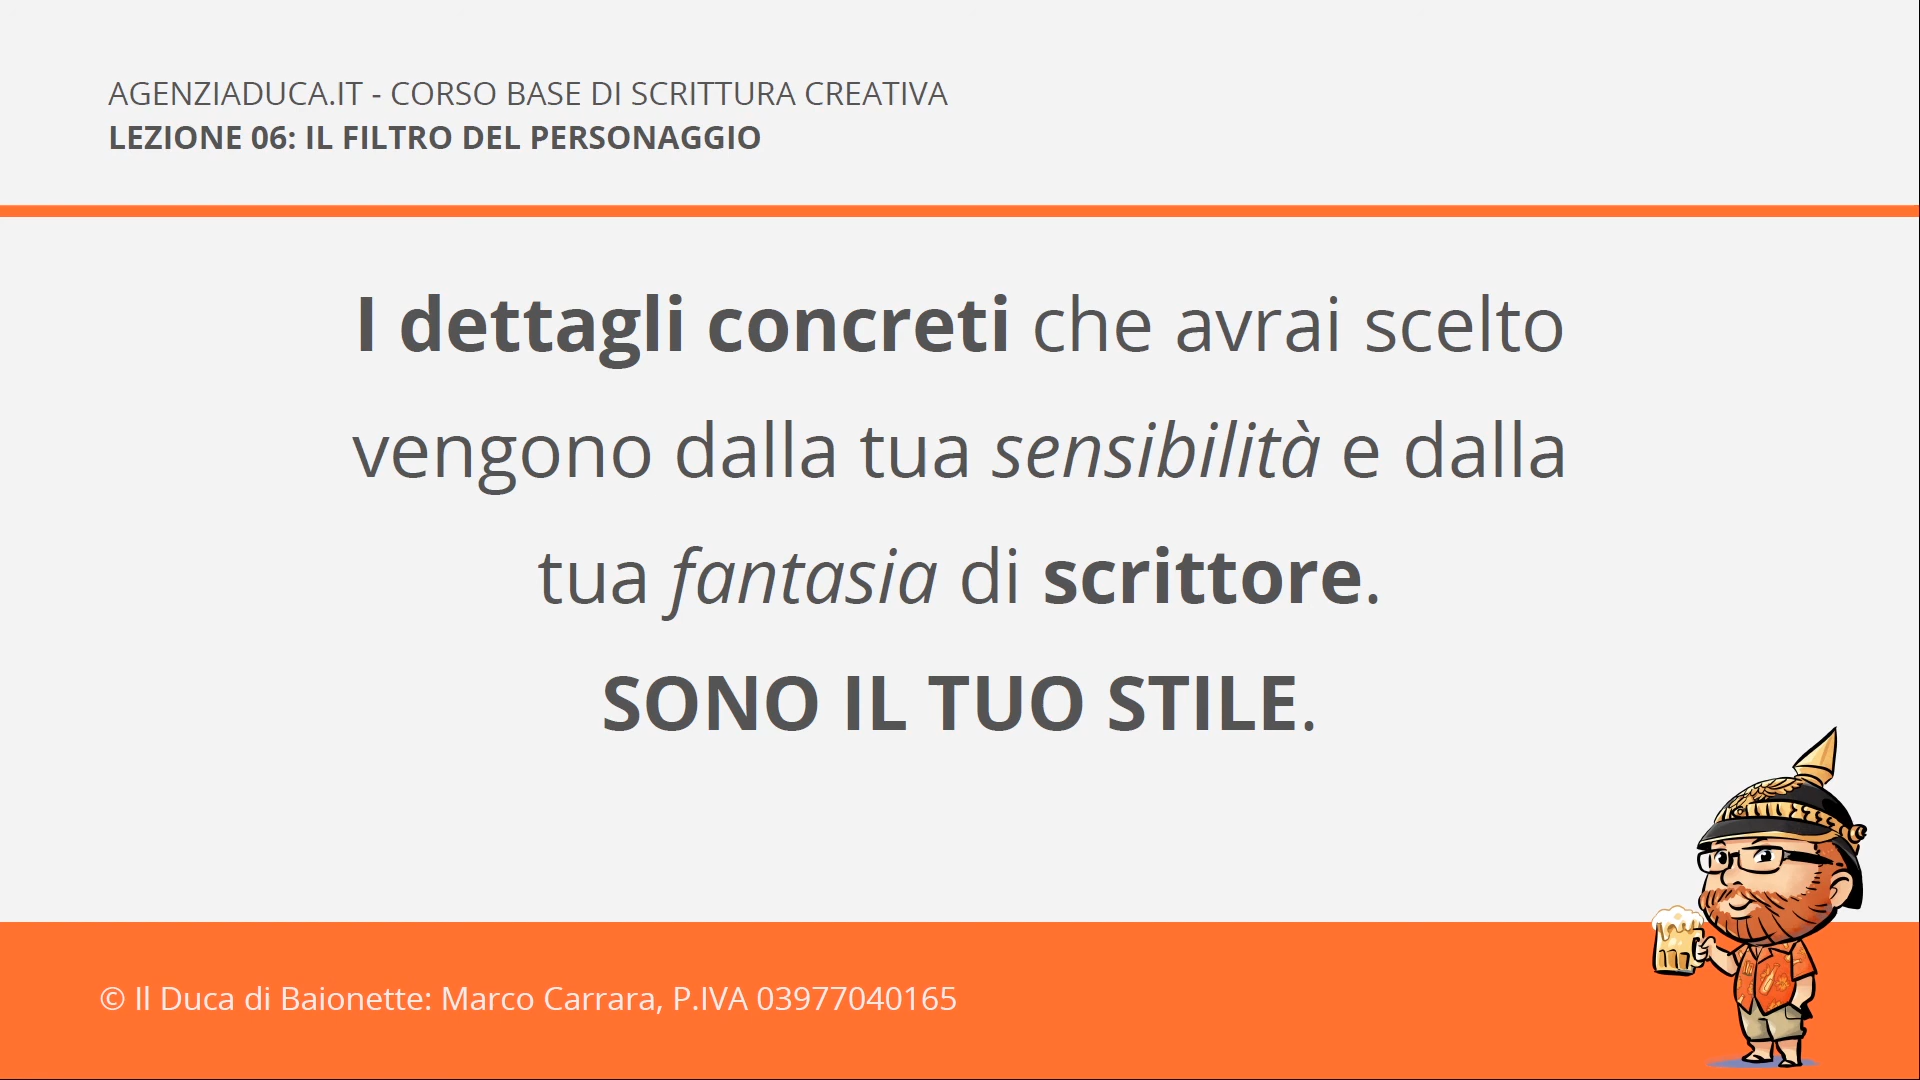 AGENZIADUCA.IT - CORSO BASE DI SCRITTURA CREATIVA
LEZIONE 06: IL FILTRO DEL PERSONAGGIO
I dettagli concreti che avrai scelto
vengono dalla tua sensibilità e dalla
tua fantasia di scrittore.
SONO IL TUO STILE.
© Il Duca di Baionette: Marco Carrara, P.IVA 03977040165